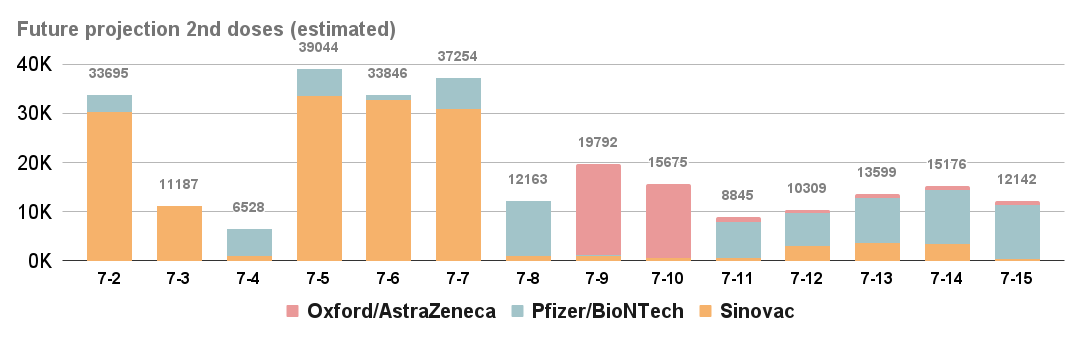 Future projection 2nd doses (estimated)
40K
30K
20K
10K
0K
33695
11187
6528
39044
33846
37254
12163
19792
15675
8845
10309
13599
15176
12142
7-2 7-3 7-4 7-5 7-6 7-7 7-8 7-9 7-10 7-11 7-12 7-13 7-14 7-15
Oxford/AstraZeneca Pfizer/BioNTech Sinovac